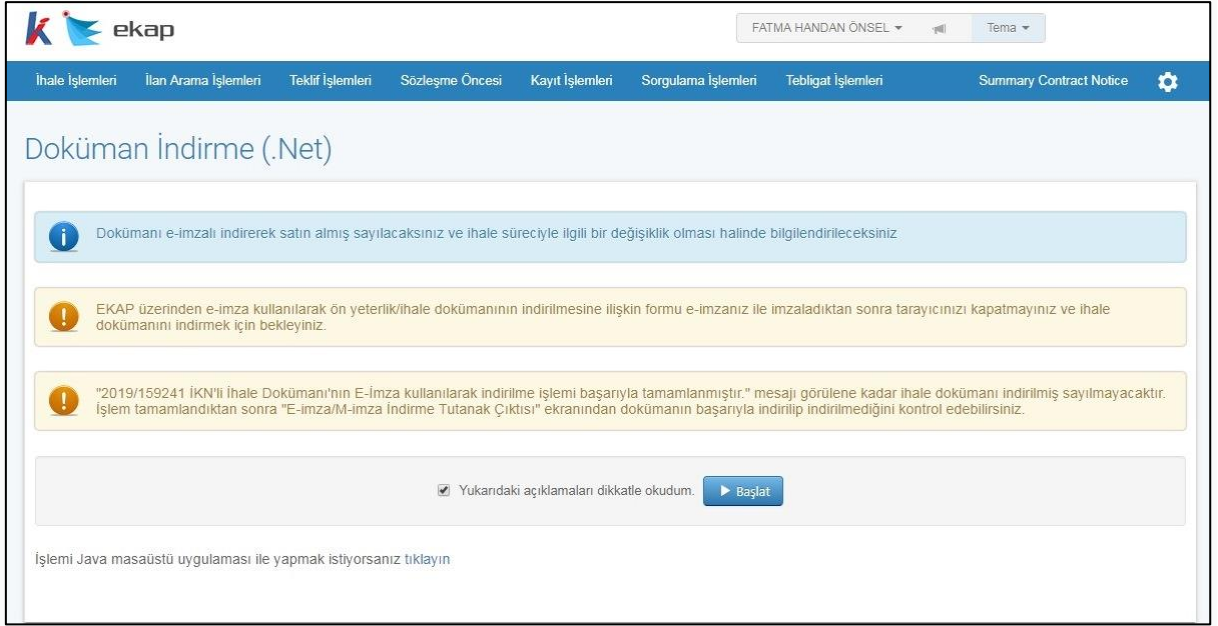 ekap
FATMA HANDAN ÖNSEL
Tema
İhale İşlemleri İlan Arama İşlemleri Teklif İşlemleri Sözleşme Öncesi Kayıt İşlemleri Sorgulama İşlemleri Tebligat İşlemleri Summary Contract Notice
Doküman İndirme (.Net)
Dokümanı e-imzalı indirerek satın almış sayılacaksınız ve ihale süreciyle ilgili bir değişiklik olması halinde bilgilendirileceksiniz
EKAP üzerinden e-imza kullanılarak ön yeterlik/ihale dokümanının indirilmesine ilişkin formu e-imzanız ile imzaladıktan sonra tarayıcınızı kapatmayınız ve ihale
dokümanını indirmek için bekleyiniz.
"2019/159241 İKN'li İhale Dokümanı'nın E-İmza kullanılarak indirilme işlemi başarıyla tamamlanmıştır." mesajı görülene kadar ihale dokümanı indirilmiş sayılmayacaktır.
İşlem tamamlandıktan sonra "E-imza/M-imza İndirme Tutanak Çıktısı" ekranından dokümanın başarıyla indirilip indirilmediğini kontrol edebilirsiniz.
Yukarıdaki açıklamaları dikkatle okudum. Başlat
İşlemi Java masaüstü uygulaması ile yapmak istiyorsanız tıklayın